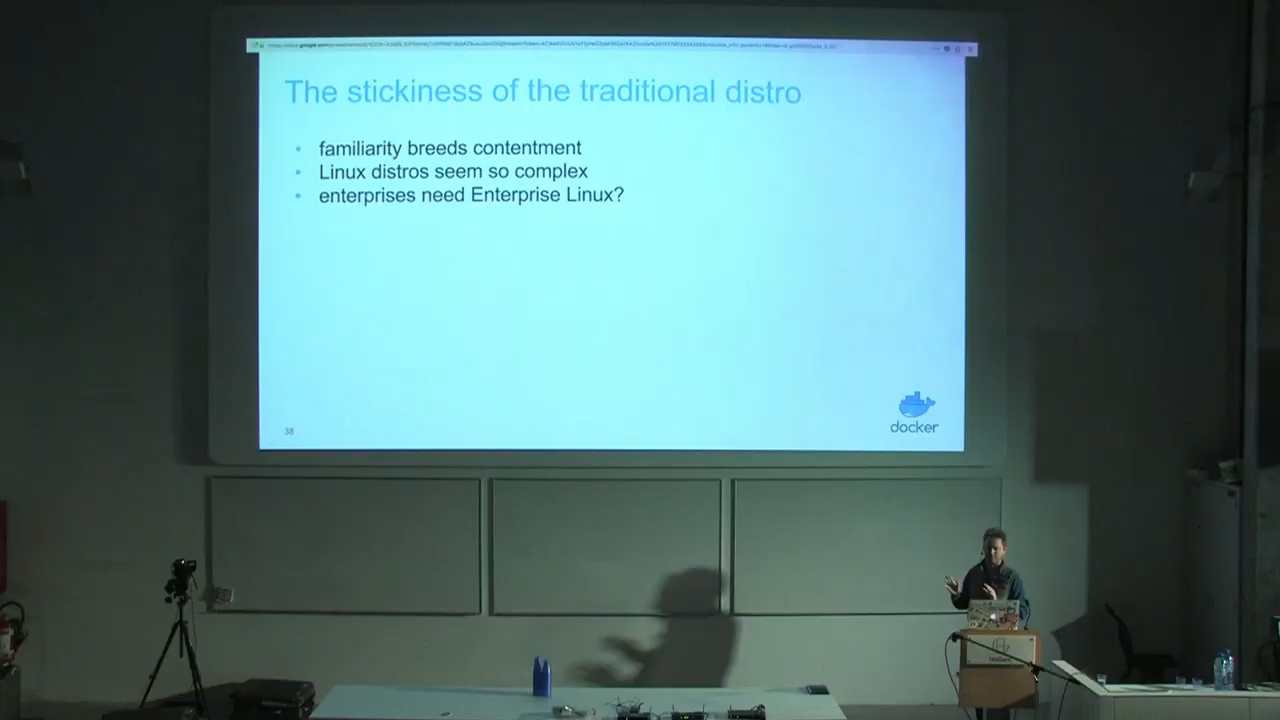 The stickiness of the traditional distro
familiarity breeds contentment
Linux distros seem so complex
enterprises need Enterprise Linux?
docker
38